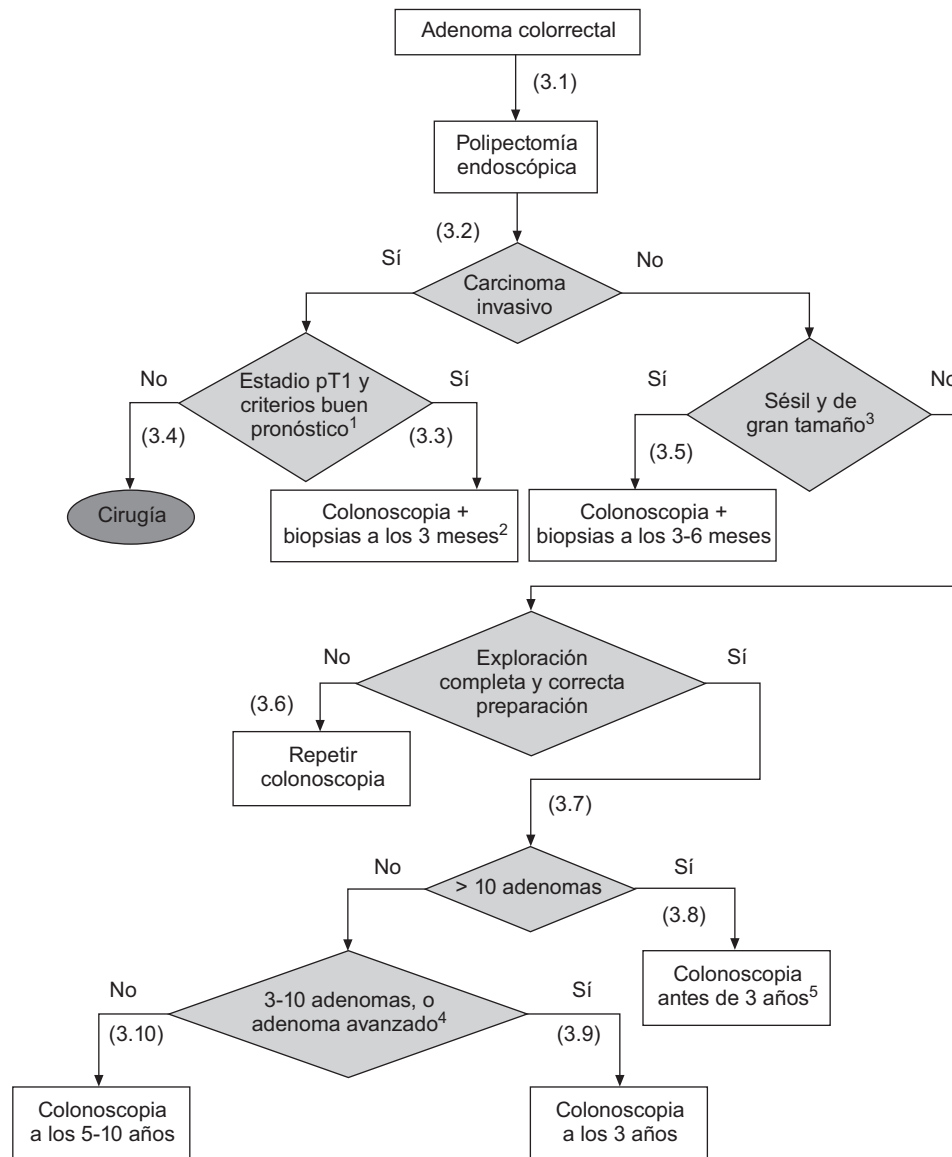 Adenoma colorrectal
(3.1)
Polipectomía
endoscópica
(3.2)
Sí
No
Carcinoma
invasivo
No
Sí
Estadio pT1 y
criterios buen
pronóstico1
(3.4)
(3.3)
Sí
No
Sésil y de
gran tamaño3
(3.5)
Cirugía
Colonoscopia +
biopsias a los 3 meses2
Colonoscopia +
biopsias a los 3-6 meses
No
Sí
Exploración
completa y correcta
preparación
(3.6)
Repetir
colonoscopia
(3.7)
No
Sí
> 10 adenomas
(3.8)
Colonoscopia
antes de 3 años5
No
Sí
3-10 adenomas, o
adenoma avanzado4
(3.10)
(3.9)
Colonoscopia
a los 5-10 años
Colonoscopia
a los 3 años